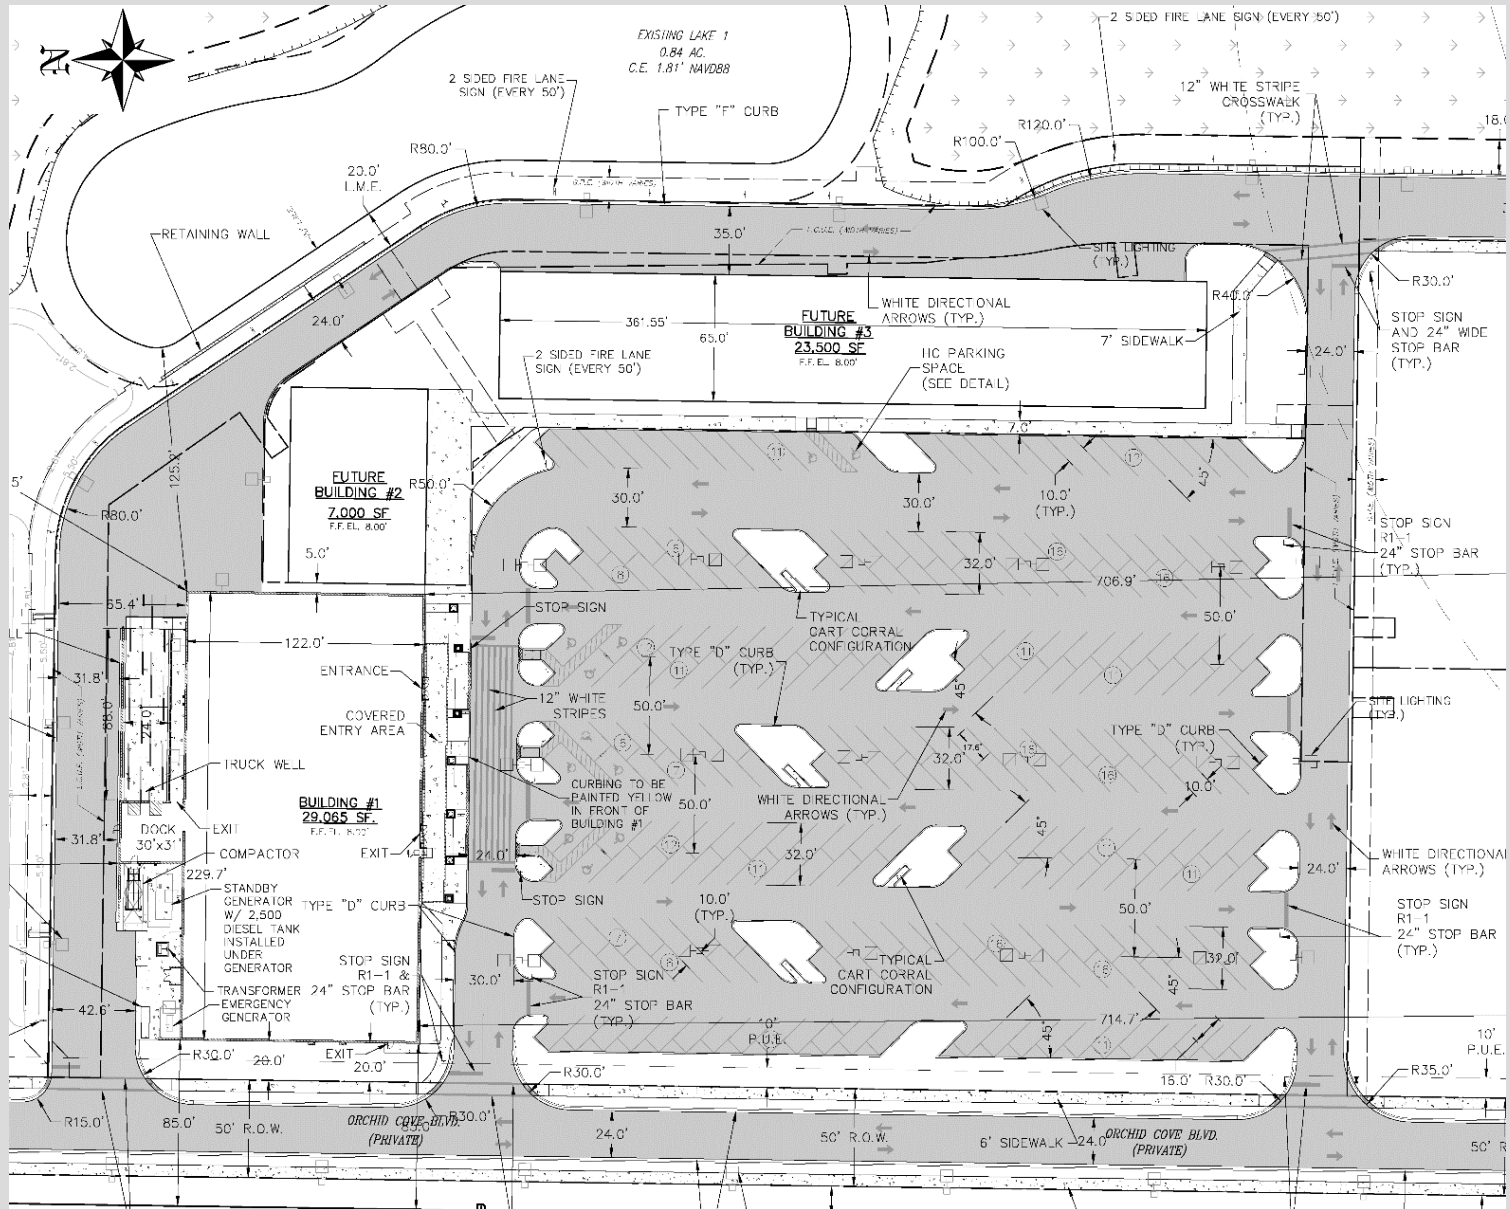 N
EXISTING LAKE 1
0.84 AC.
C.E. 1.81' NAVD88
2 SIDED FIRE LANE SIGN (EVERY 50')
2 SIDED FIRE LANE
SIGN (EVERY 50')
TYPE "F" CURB
12" WHITE STRIPE
CROSSWALK
(TYP.)
R120.0'
R100.0'
R80.0'
20.0'
L.M.E.
RETAINING WALL
35.0'
SITE LIGHTING
(TYP.)
R30.0'
R40.0'
24.0'
361.55'
65.0'
FUTURE
BUILDING #3
23,500 SF
F.F. EL. 8.00'
WHITE DIRECTIONAL
ARROWS (TYP.)
7' SIDEWALK
24.0'
STOP SIGN
AND 24" WIDE
STOP BAR
(TYP.)
2 SIDED FIRE LANE
SIGN (EVERY 50')
HC PARKING
SPACE
(SEE DETAIL)
7.0'
125.2'
FUTURE
BUILDING #2
7,000 SF
F.F. EL. 8.00'
R50.0'
30.0'
30.0'
10.0'
(TYP.)
45°
R80.0'
5.0'
32.0'
706.9'
50.0'
STOP SIGN
R1-1
24" STOP BAR
(TYP.)
55.4'
STOP SIGN
TYPICAL
CART CORRAL
CONFIGURATION
122.0'
TYPE "D" CURB
(TYP.)
ENTRANCE
31.8'
88.0'
24.0'
COVERED
ENTRY AREA
12" WHITE
STRIPES
50.0'
45°
SITE LIGHTING
(TYP.)
TYPE "D" CURB
(TYP.)
17.6'
32.0'
TRUCK WELL
CURBING TO BE
PAINTED YELLOW
IN FRONT OF
BUILDING #1
10.0'
50.0'
WHITE DIRECTIONAL
ARROWS (TYP.)
BUILDING #1
29,065 SF.
F.F. EL. 8.00'
DOCK
30'x31'
EXIT
31.8'
COMPACTOR
EXIT
24.0'
32.0'
45°
24.0'
WHITE DIRECTIONAL
ARROWS (TYP.)
229.7'
STANDBY
GENERATOR
W/ 2,500
DIESEL TANK
INSTALLED
UNDER
GENERATOR
TYPE "D" CURB
STOP SIGN
10.0'
(TYP.)
50.0'
STOP SIGN
R1-1
24" STOP BAR
(TYP.)
STOP SIGN
R1-1 &
24" STOP BAR
(TYP.)
30.0'
STOP SIGN
R1-1
24" STOP BAR
(TYP.)
TYPICAL
CART CORRAL
CONFIGURATION
32.0'
45°
TRANSFORMER
EMERGENCY
GENERATOR
42.6'
714.7'
45°
10'
P.U.E.
10'
P.U.E.
R30.0'
20.0'
EXIT
20.0'
R30.0'
16.0'
R30.0'
R35.0'
R15.0'
85.0'
50' R.O.W.
ORCHID COVE BLVD.
(PRIVATE)
R30.0'
24.0'
50' R.O.W.
6' SIDEWALK
24.0'
ORCHID COVE BLVD.
(PRIVATE)
50' R